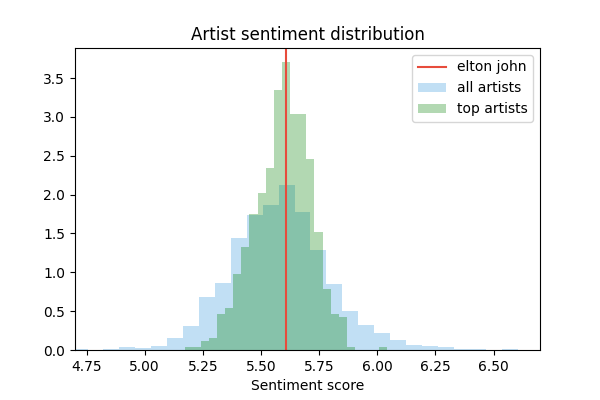 Artist sentiment distribution
elton john
all artists
top artists
3.5
3.0
2.5
2.0
1.5
1.0
0.5
0.0
4.75 5.00 5.25 5.50 5.75 6.00 6.25 6.50
Sentiment score